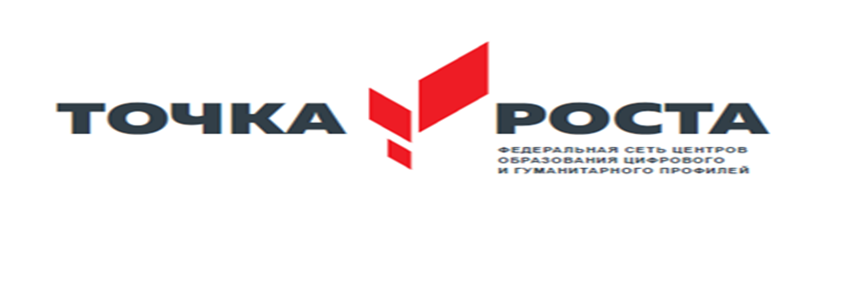 ТОЧКА РОСТА
ФЕДЕРАЛЬНАЯ СЕТЬ ЦЕНТРОВ
ОБРАЗОВАНИЯ ЦИФРОВОГО
И ГУМАНИТАРНОГО ПРОФИЛЕЙ